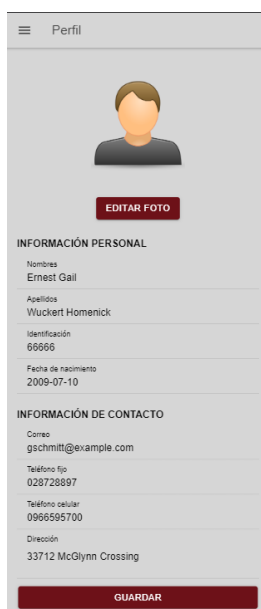 Perfil
EDITAR FOTO
INFORMACIÓN PERSONAL
Nombres
Ernest Gail
Apellidos
Wuckert Homenick
Identificación
66666
Fecha de nacimiento
2009-07-10
INFORMACIÓN DE CONTACTO
Correo
gschmitt@example.com
Teléfono fijo
028728897
Teléfono celular
0966595700
Dirección
33712 McGlynn Crossing
GUARDAR